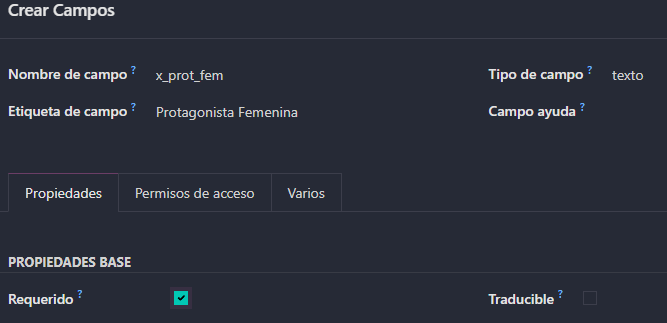 Crear Campos
Nombre de campo ? x_prot_fem Tipo de campo ? texto
Etiqueta de campo ? Protagonista Femenina Campo ayuda ?
Propiedades Permisos de acceso Varios
PROPIEDADES BASE
Requerido ? Traducible ?